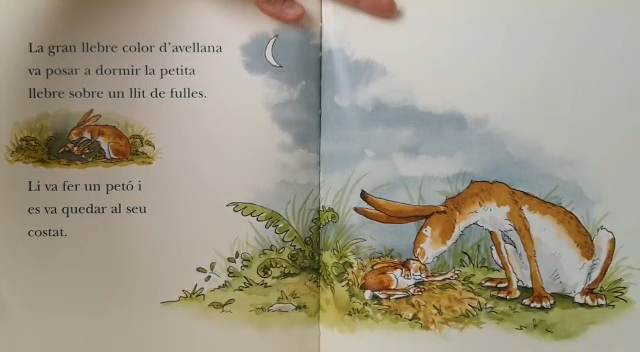 La gran llebre color d’avellana
va posar a dormir la petita
llebre sobre un llit de fulles.
Li va fer un petó i
es va quedar al seu
costat.